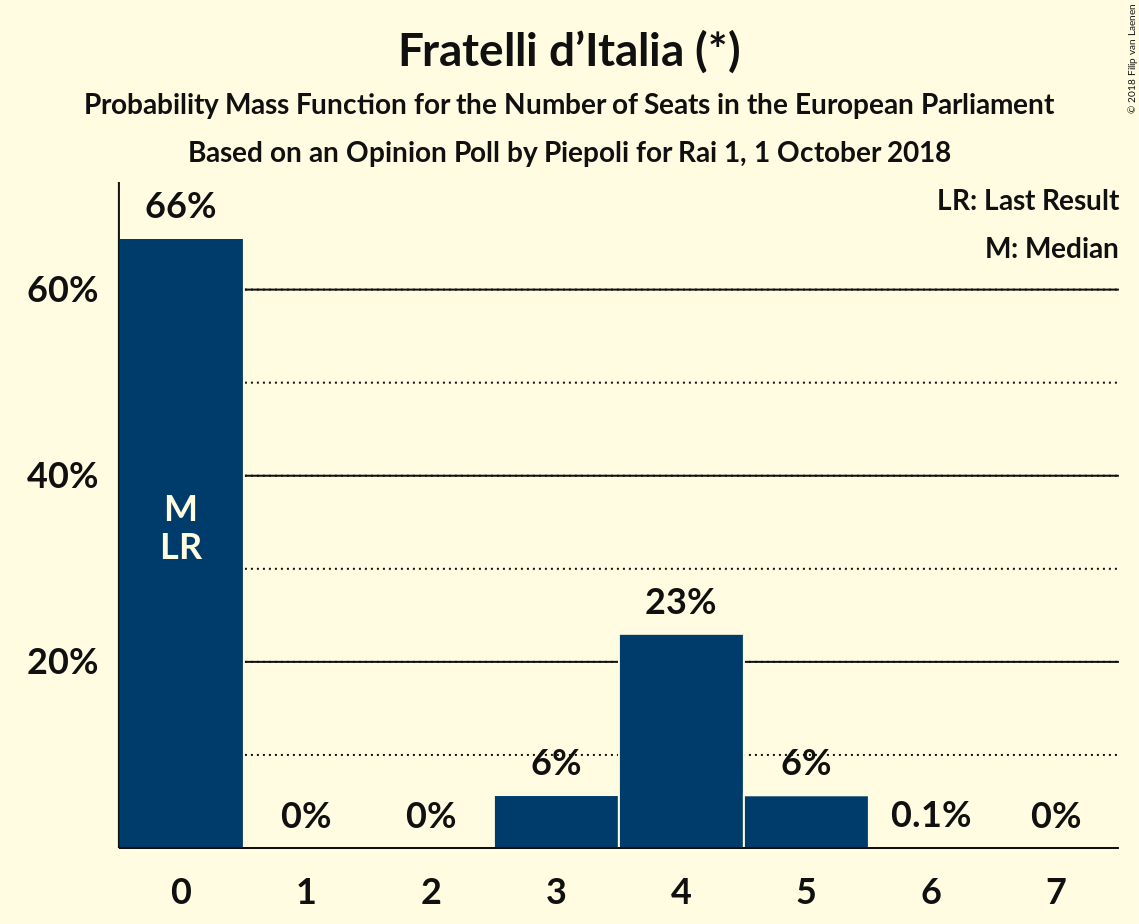 Fratelli d’Italia (*)
Probability Mass Function for the Number of Seats in the European Parliament
Based on an Opinion Poll by Piepoli for Rai 1, 1 October 2018
© 2018 Filip van Laenen
LR: Last Result
M: Median
66%
60%
40%
20%
M
LR
0%
0%
6%
23%
6%
0.1%
0%
0 1 2 3 4 5 6 7